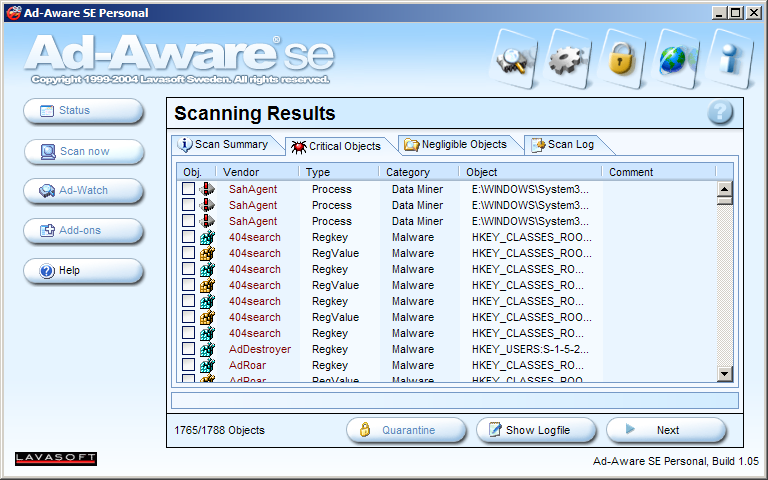 Ad-Aware SE Personal
Ad-Aware® SE
Copyright 1999-2004 Lavasoft Sweden. All rights reserved.
Status
Scan now
Ad-Watch
Add-ons
Help
Scanning Results
?
Scan Summary Critical Objects Negligible Objects Scan Log
Obj. Vendor Type Category Object Comment
SahAgent Process Data Miner E:\WINDOWS\System3...
SahAgent Process Data Miner E:\WINDOWS\System3...
SahAgent Process Data Miner E:\WINDOWS\System3...
404search Regkey Malware HKEY_CLASSES_ROO...
404search RegValue Malware HKEY_CLASSES_ROO...
404search Regkey Malware HKEY_CLASSES_RO...
404search RegValue Malware HKEY_CLASSES_RO...
404search Regkey Malware HKEY_CLASSES_RO...
404search RegValue Malware HKEY_CLASSES_ROO...
404search Regkey Malware HKEY_CLASSES_RO...
AdDestroyer Regkey Malware HKEY_USERS:S-1-5-2...
AdRoar Regkey Malware HKEY_CLASSES_RO...
AdRoar RegValue Malware HKEY_CLASSES_ROO...
1765/1788 Objects
Quarantine
Show Logfile
Next
LAVASOFT
Ad-Aware SE Personal, Build 1.05